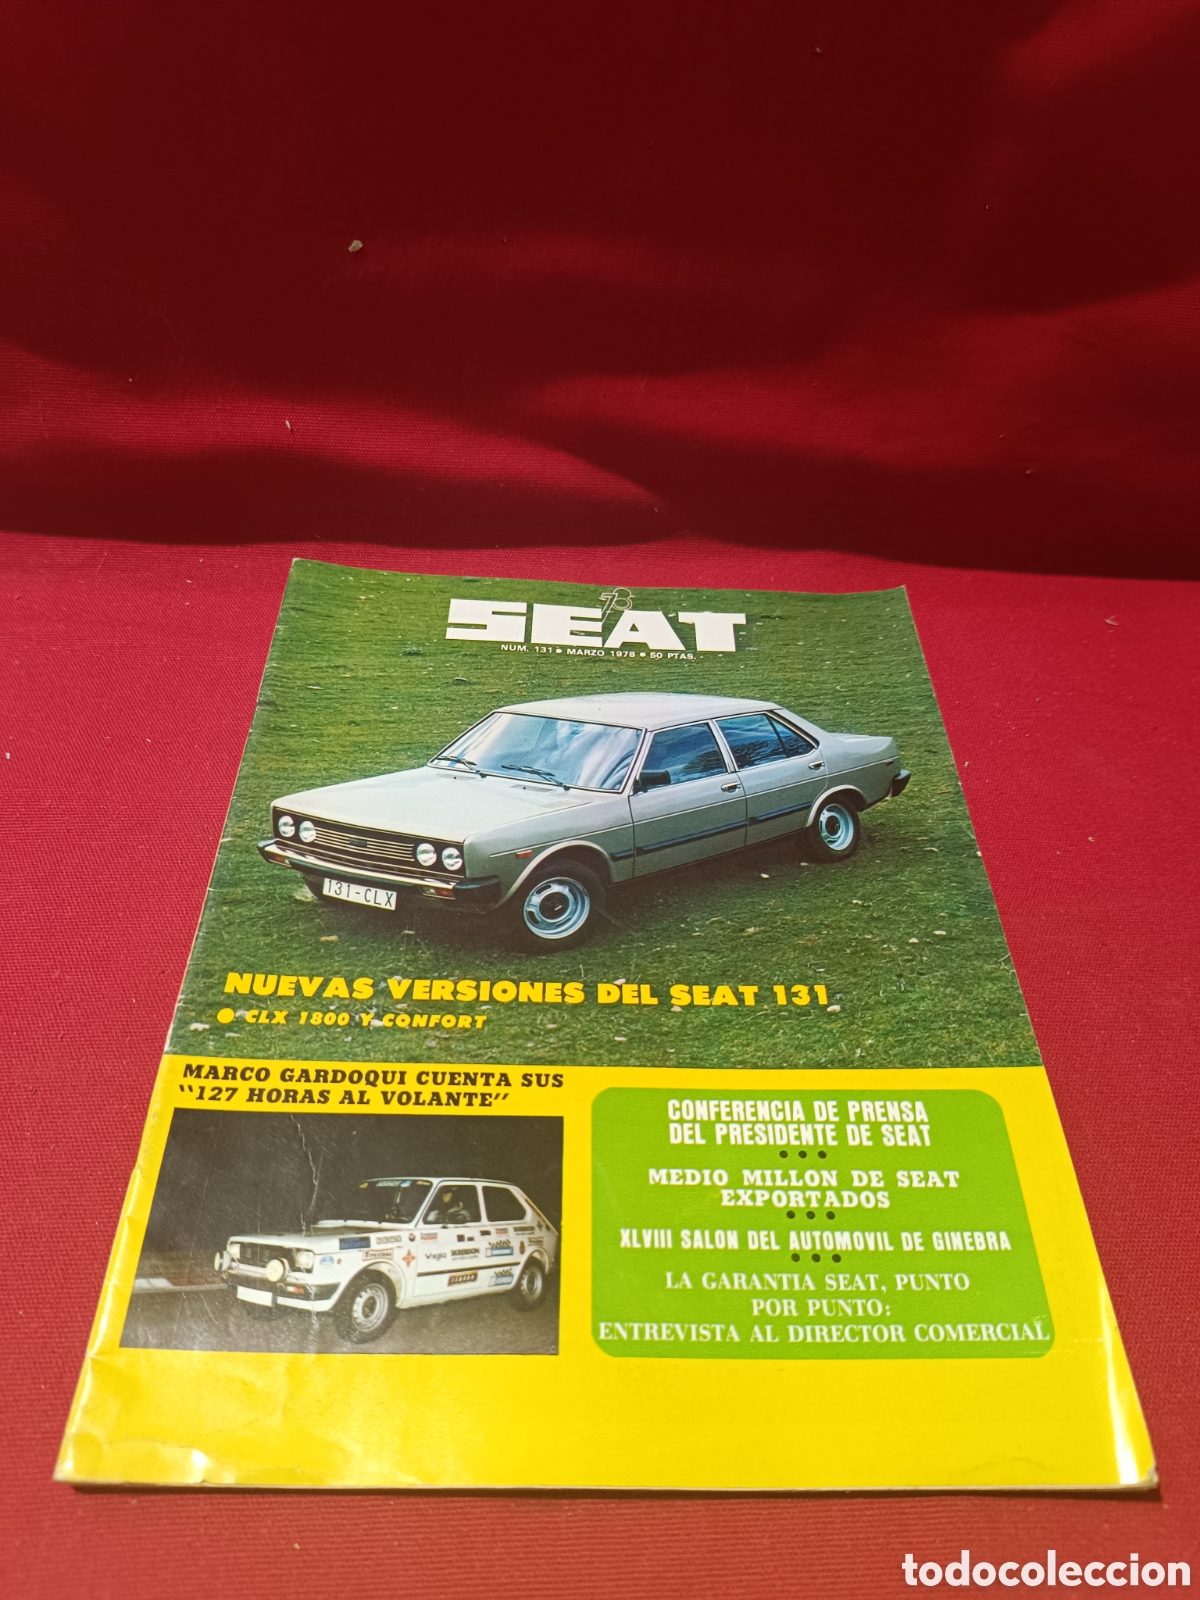 SEAT
NUM. 131 • MARZO 1978 • 50 PTAS.
131-CLX
NUEVAS VERSIONES DEL SEAT 131
• CLX 1800 Y CONFORT
MARCO GARDOQUI CUENTA SUS
"127 HORAS AL VOLANTE"
CONFERENCIA DE PRENSA
DEL PRESIDENTE DE SEAT
• • •
MEDIO MILLON DE SEAT
EXPORTADOS
• • •
XLVIII SALON DEL AUTOMOVIL DE GINEBRA
• • •
LA GARANTIA SEAT, PUNTO
POR PUNTO:
ENTREVISTA AL DIRECTOR COMERCIAL
Firestone
Veglia
todocoleccion